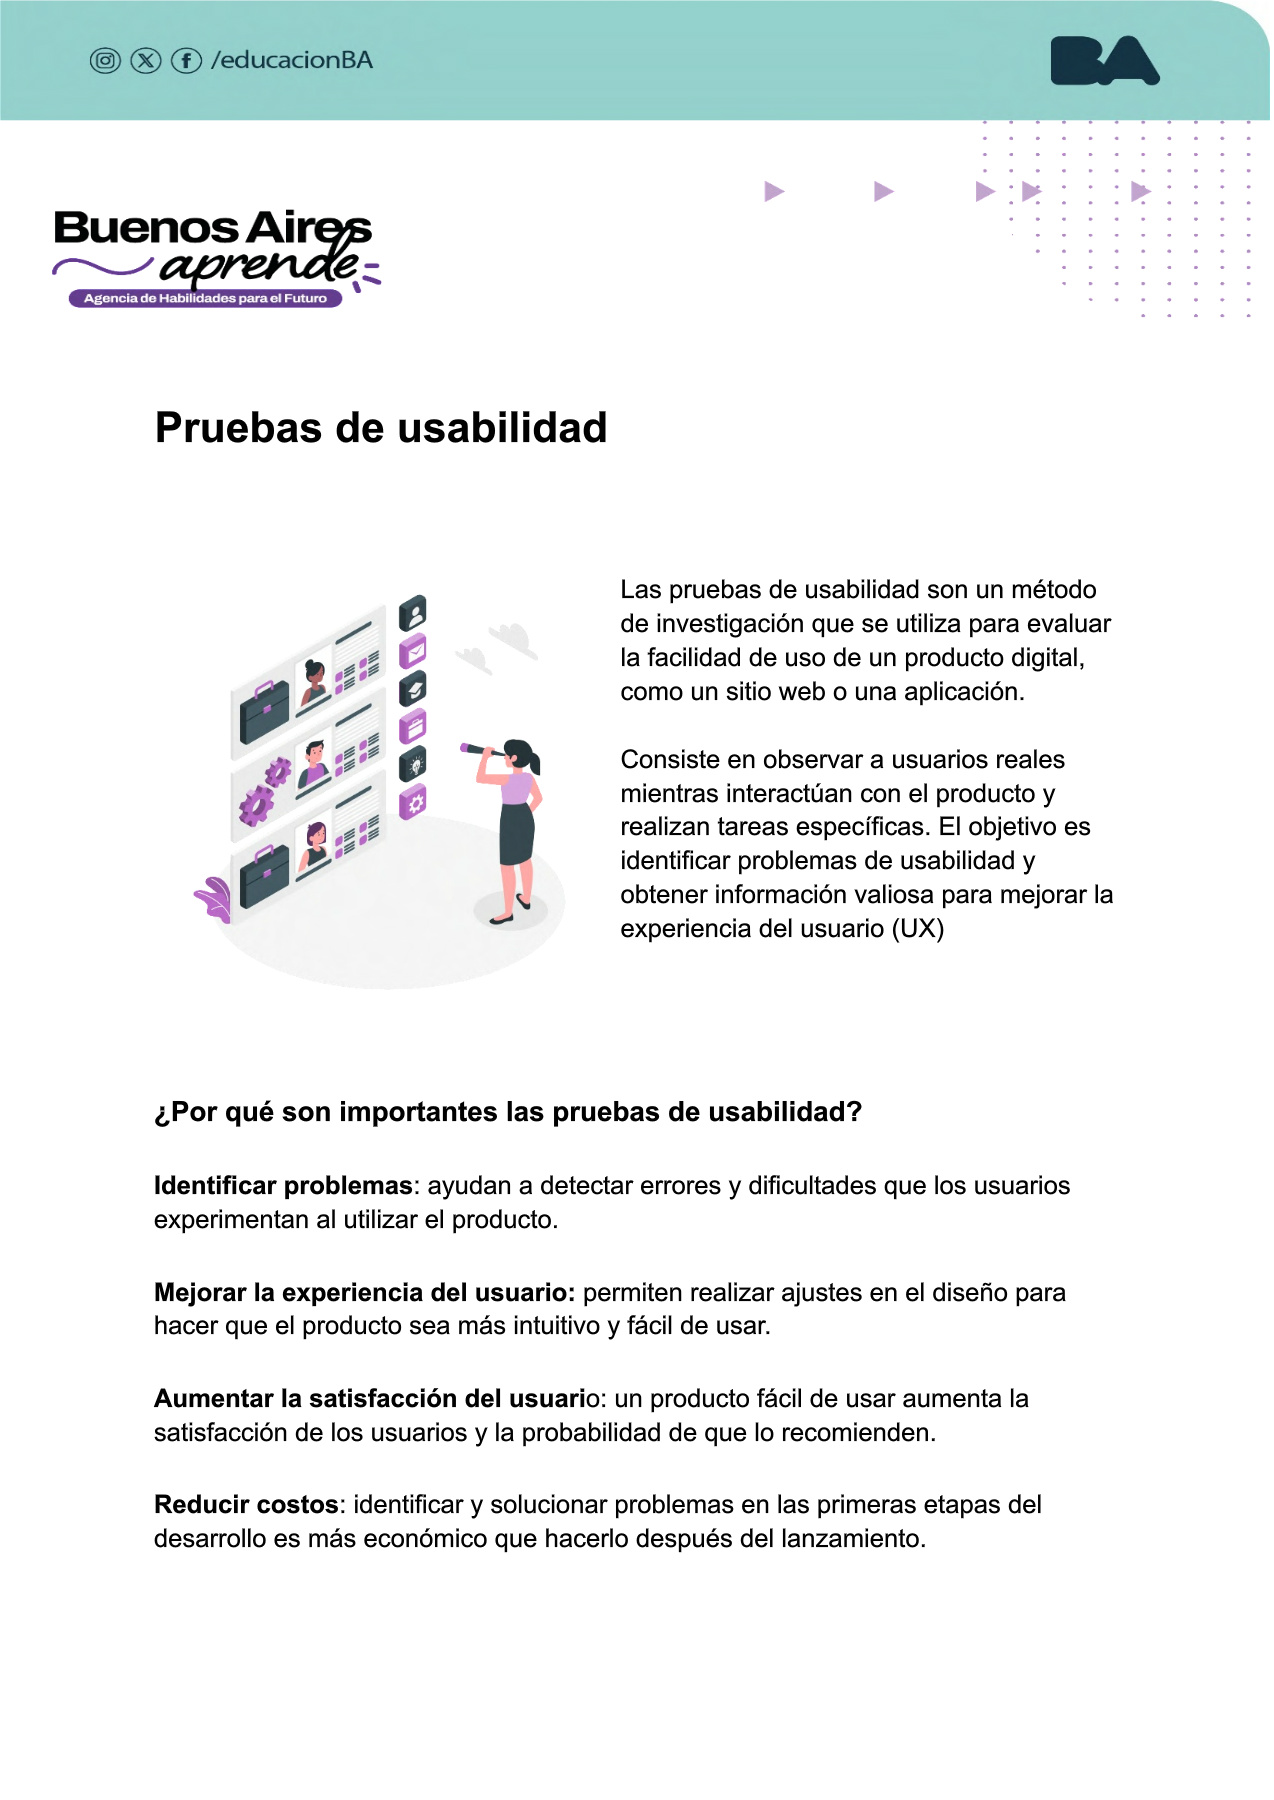 /educacionBA
BA
Buenos Aires
aprende
Agencia de Habilidades para el Futuro
Pruebas de usabilidad
Las pruebas de usabilidad son un método
de investigación que se utiliza para evaluar
la facilidad de uso de un producto digital,
como un sitio web o una aplicación.
Consiste en observar a usuarios reales
mientras interactúan con el producto y
realizan tareas específicas. El objetivo es
identificar problemas de usabilidad y
obtener información valiosa para mejorar la
experiencia del usuario (UX)
¿Por qué son importantes las pruebas de usabilidad?
Identificar problemas: ayudan a detectar errores y dificultades que los usuarios
experimentan al utilizar el producto.
Mejorar la experiencia del usuario: permiten realizar ajustes en el diseño para
hacer que el producto sea más intuitivo y fácil de usar.
Aumentar la satisfacción del usuario: un producto fácil de usar aumenta la
satisfacción de los usuarios y la probabilidad de que lo recomienden.
Reducir costos: identificar y solucionar problemas en las primeras etapas del
desarrollo es más económico que hacerlo después del lanzamiento.